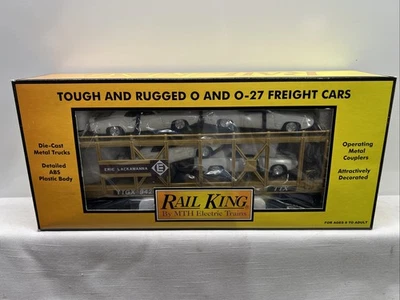 TOUGH AND RUGGED O AND O-27 FREIGHT CARS
Die-Cast
Metal Trucks
Detailed
ABS
Plastic Body
Operating
Metal
Couplers
Attractively
Decorated
ERIE LACKAWANNA
RAIL KING
By MTH Electric Trains
FOR AGES 8 TO ADULT